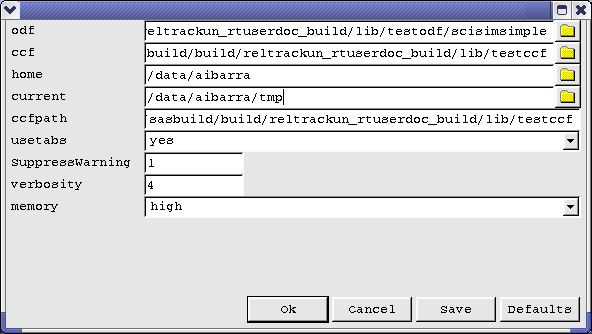 odf eltrackun_rtuserdoc_build/lib/testodf/scisimsimple
ccf build/build/reltrackun_rtuserdoc_build/lib/testccf
home /data/aibarra
current /data/aibarra/tmp
ccfpath sasbuild/build/reltrackun_rtuserdoc_build/lib/testccf
usetabs yes
SuppressWarning 1
verbosity 4
memory high
Ok Cancel Save Defaults